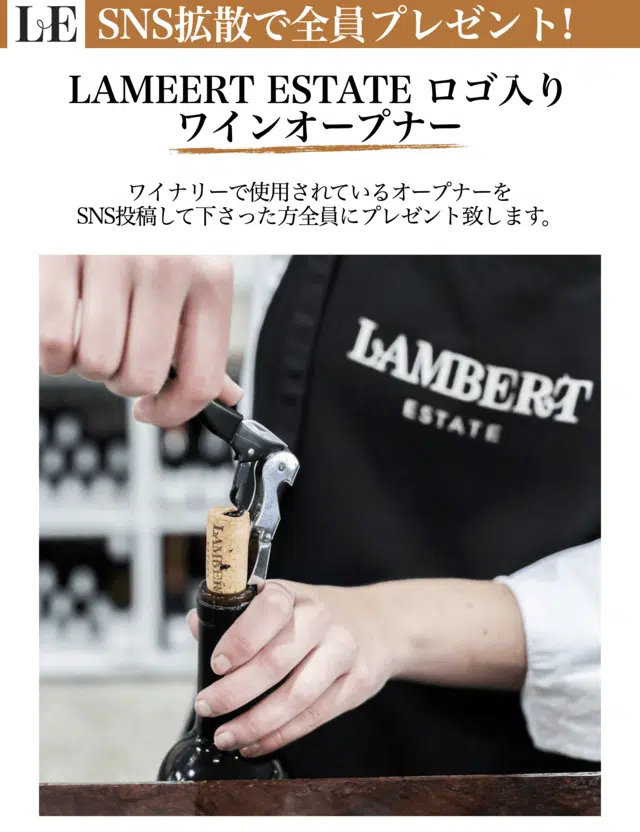 LE SNS拡散で全員プレゼント!
LAMEERT ESTATE ロゴ入り
ワインオープナー
ワイナリーで使用されているオープナーを
SNS投稿して下さった方全員にプレゼント致します。
LAMBERT
ESTATE
LAMBER